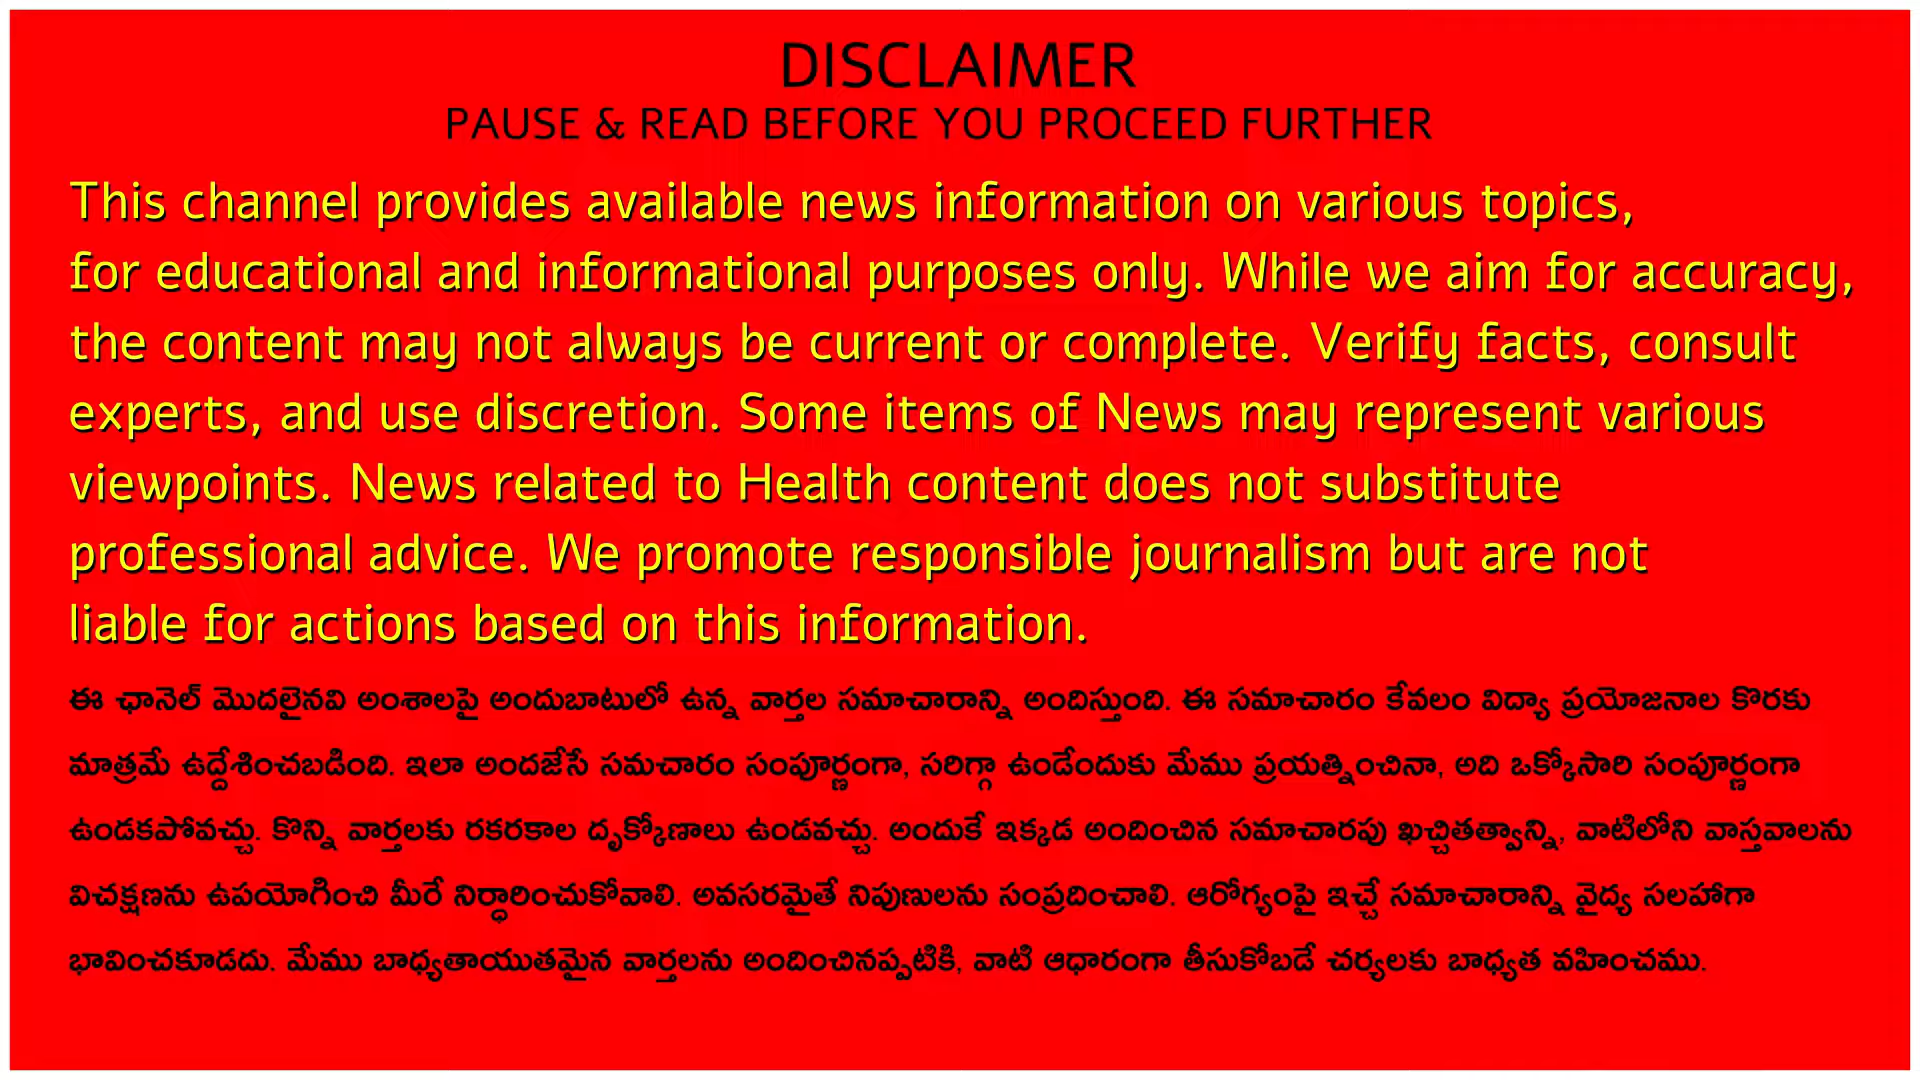 DISCLAIMER
PAUSE & READ BEFORE YOU PROCEED FURTHER
This channel provides available news information on various topics,
for educational and informational purposes only. While we aim for accuracy,
the content may not always be current or complete. Verify facts, consult
experts, and use discretion. Some items of News may represent various
viewpoints. News related to Health content does not substitute
professional advice. We promote responsible journalism but are not
liable for actions based on this information.
ఈ ఛానెల్ మొదలైనవి అంశాలపై అందుబాటులో ఉన్న వార్తల సమాచారాన్ని అందిస్తుంది. ఈ సమాచారం కేవలం విద్యా ప్రయోజనాల కొరకు
మాత్రమే ఉద్దేశించబడింది. ఇలా అందజేసే సమచారం సంపూర్ణంగా, సరిగ్గా ఉండేందుకు మేము ప్రయత్నించినా, అది ఒక్కోసారి సంపూర్ణంగా
ఉండకపోవచ్చు. కొన్ని వార్తలకు రకరకాల దృక్కోణాలు ఉండవచ్చు. అందుకే ఇక్కడ అందించిన సమాచారపు ఖచ్చితత్వాన్ని, వాటిలోని వాస్తవాలను
విచక్షణను ఉపయోగించి మీరే నిర్ధారించుకోవాలి. అవసరమైతే నిపుణులను సంప్రదించాలి. ఆరోగ్యంపై ఇచ్చే సమాచారాన్ని వైద్య సలహాగా
భావించకూడదు. మేము బాధ్యతాయుతమైన వార్తలను అందించినప్పటికి, వాటి ఆధారంగా తీసుకోబడే చర్యలకు బాధ్యత వహించము.